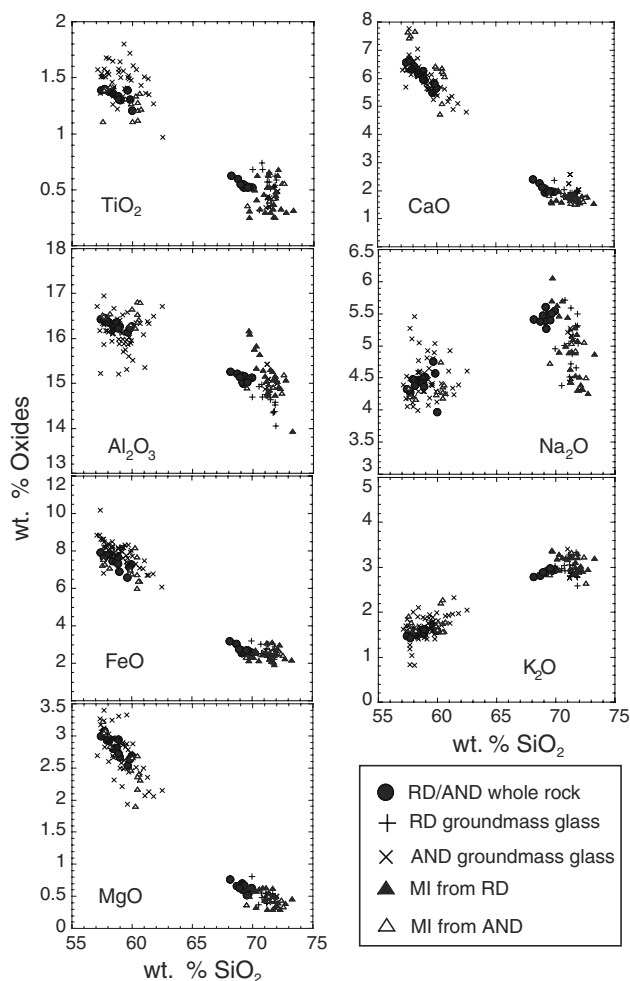 2
1.5
1
0.5
TiO₂
8
7
6
5
4
3
2
1
0
CaO
18
17
16
15
14
13
Al₂O₃
6.5
6
5.5
5
4.5
4
3.5
3
Na₂O
wt. % Oxides
12
10
8
6
4
2
FeO
5
4
3
2
1
0
K₂O
55 60 65 70 75
wt. % SiO₂
3.5
3
2.5
2
1.5
1
0.5
0
MgO
55 60 65 70 75
wt. % SiO₂
RD/AND whole rock
RD groundmass glass
AND groundmass glass
MI from RD
MI from AND